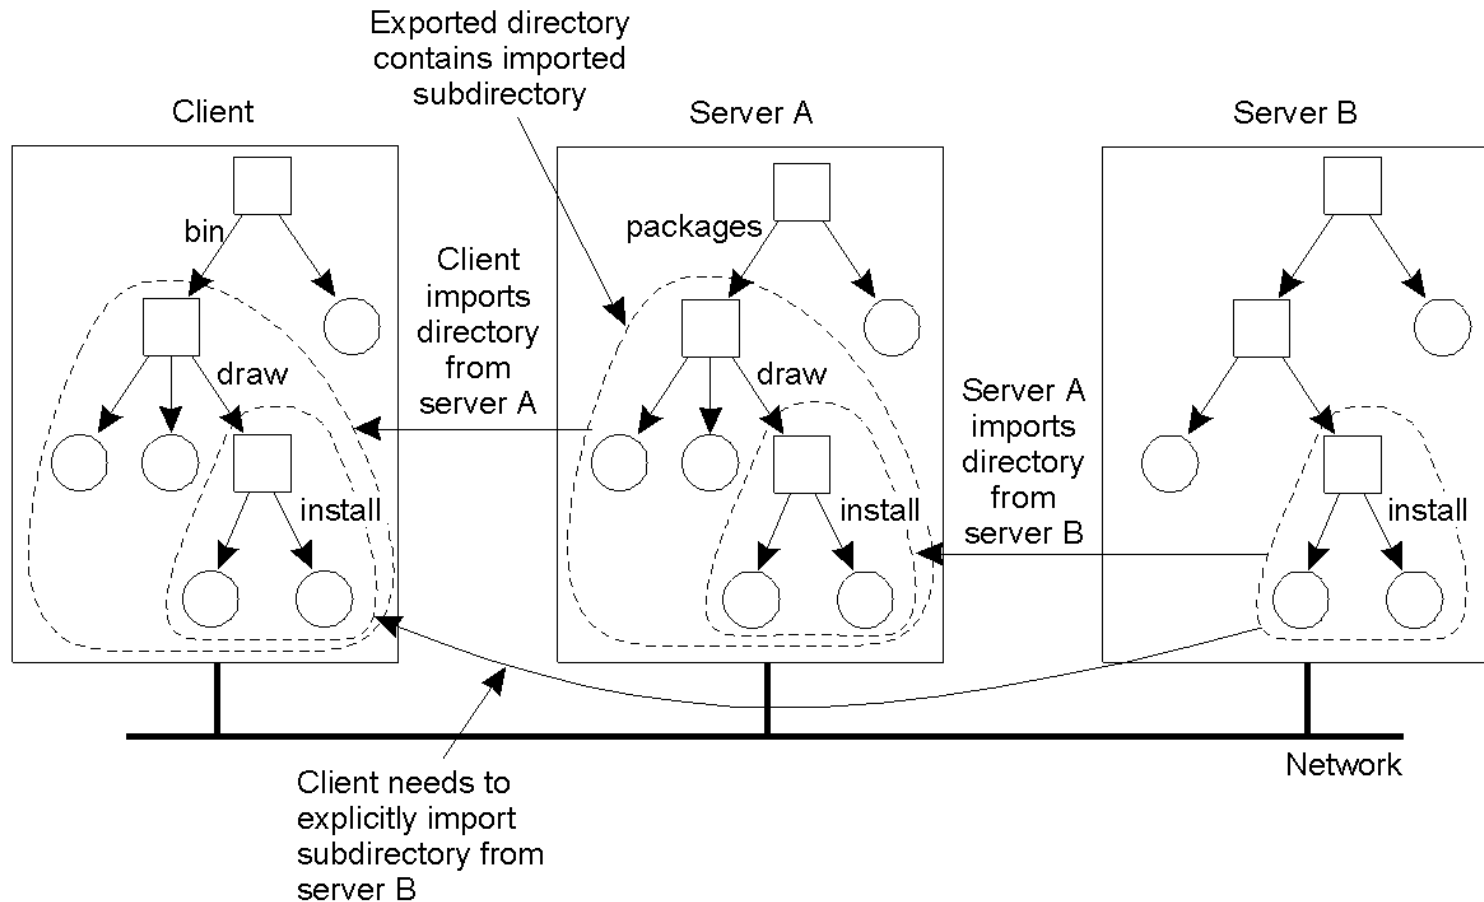 Exported directory
contains imported
subdirectory
Client
Server A
Server B
bin
packages
Client
imports
directory
from
server A
draw
draw
Server A
imports
directory
from
server B
install
install
install
Network
Client needs to
explicitly import
subdirectory from
server B